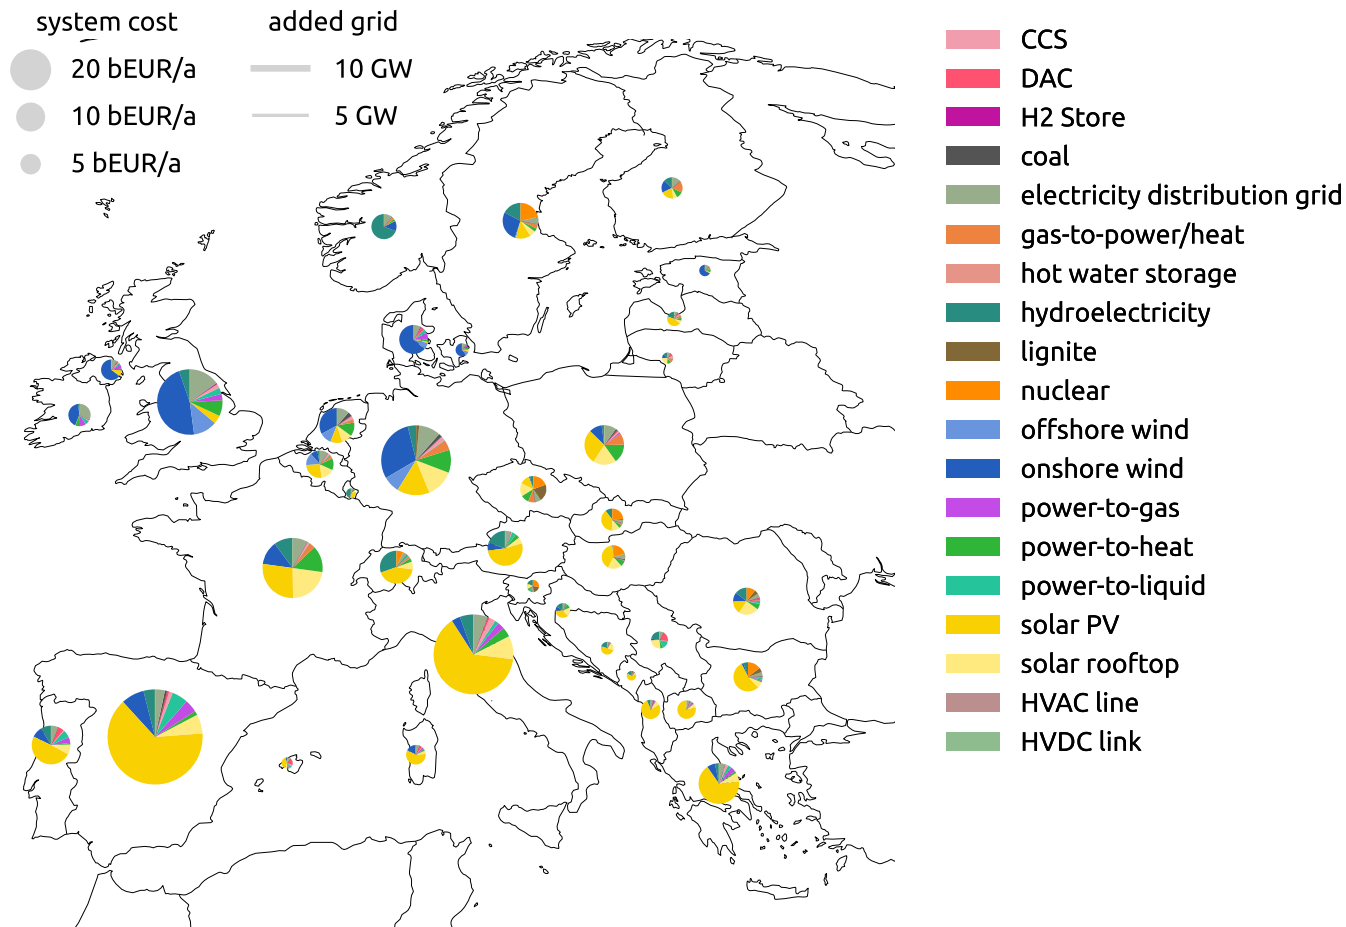 system cost
20 bEUR/a
10 bEUR/a
5 bEUR/a
added grid
10 GW
5 GW
CCS
DAC
H2 Store
coal
electricity distribution grid
gas-to-power/heat
hot water storage
hydroelectricity
lignite
nuclear
offshore wind
onshore wind
power-to-gas
power-to-heat
power-to-liquid
solar PV
solar rooftop
HVAC line
HVDC link